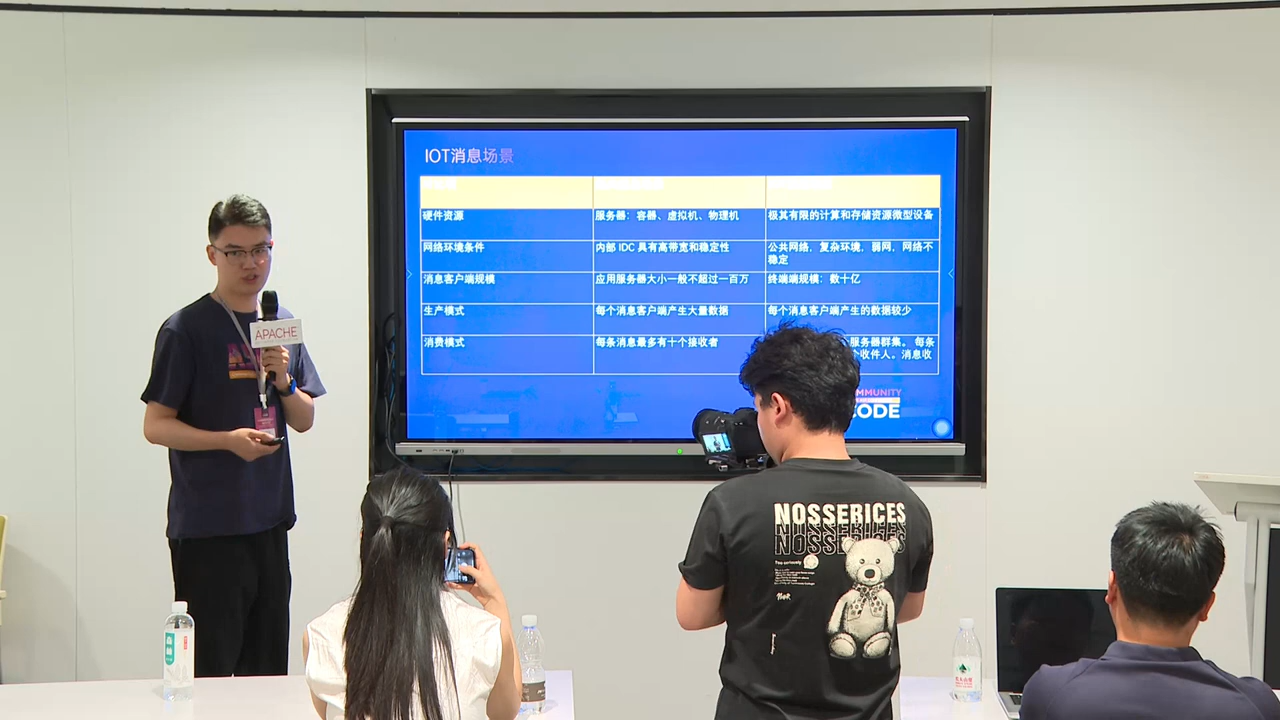 IOT消息场景
硬件资源
服务器：容器、虚拟机、物理机
极其有限的计算和存储资源微型设备
网络环境条件
内部 IDC 具有高带宽和稳定性
公共网络，复杂环境，弱网，网络不
稳定
消息客户端规模
应用服务器大小一般不超过一百万
终端端规模：数十亿
生产模式
每个消息客户端产生大量数据
每个消息客户端产生的数据较少
消费模式
每条消息最多有十个接收者
服务器群集。 每条
收件人。消息收
MMUNITY
CODE
APACHE
NOSSERICES
NOSSERICES
NOSSERICES